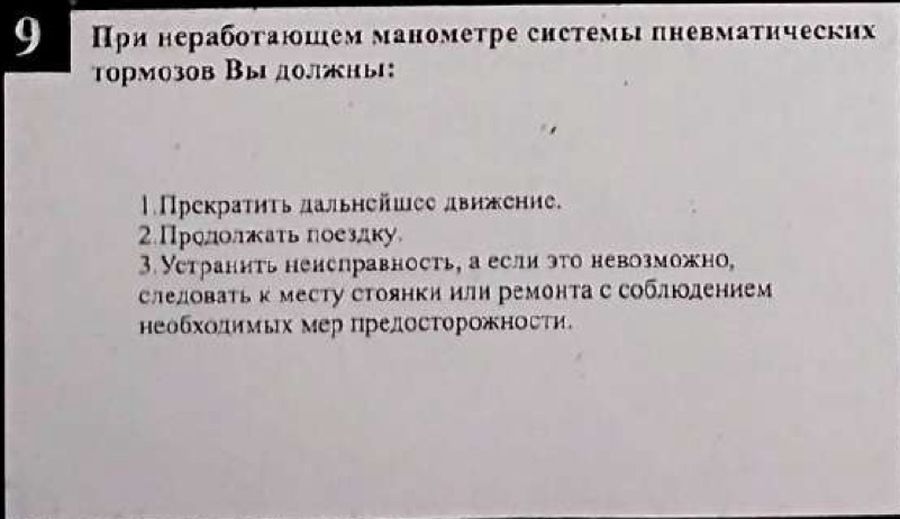 9
При неработающем манометре системы пневматических
тормозов Вы должны:
1.Прекратить дальнейшее движение.
2.Продолжать поездку.
3.Устранить неисправность, а если это невозможно,
следовать к месту стоянки или ремонта с соблюдением
необходимых мер предосторожности.